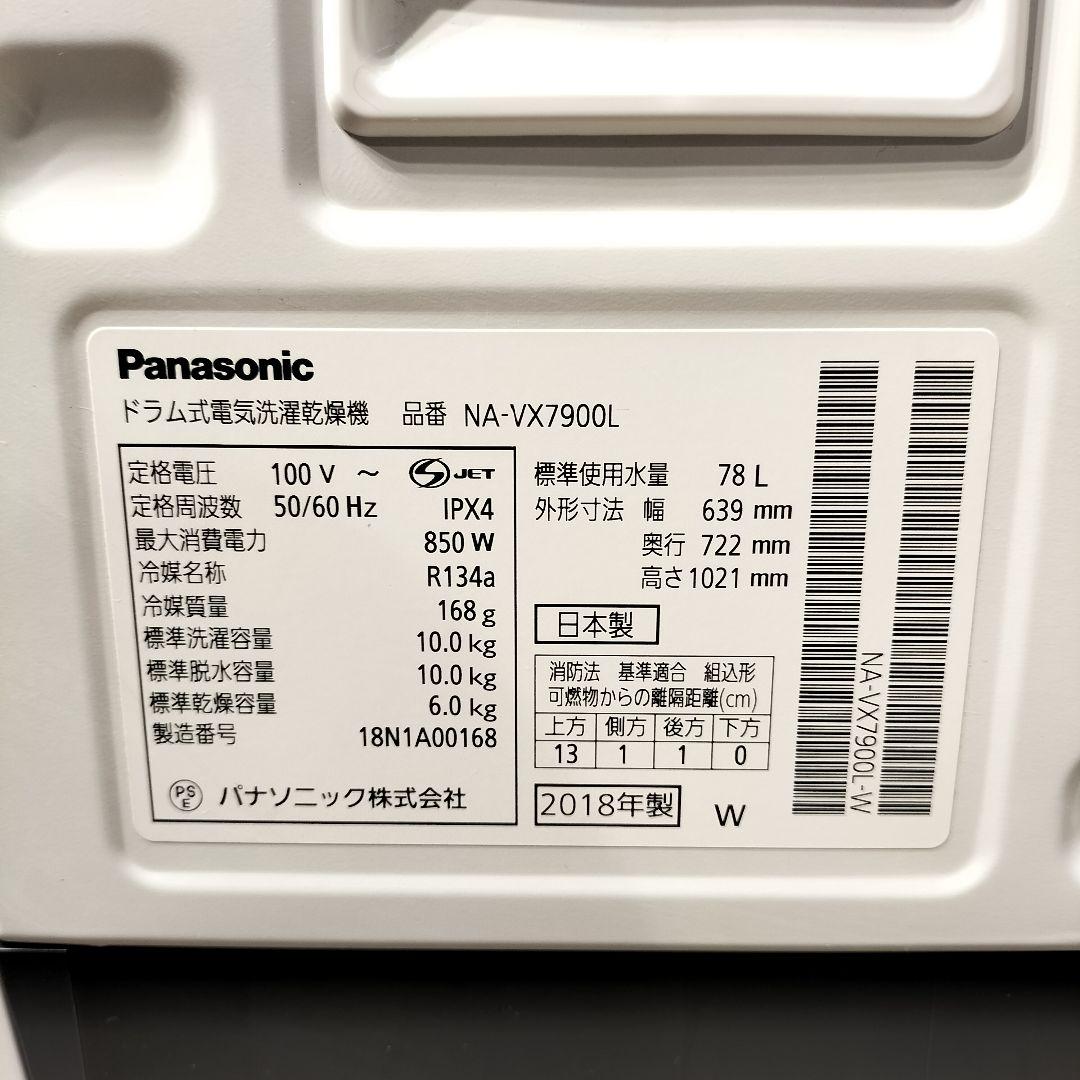 Panasonic
ドラム式電気洗濯乾燥機 品番 NA-VX7900L
定格電圧 100 V ～ S JET
定格周波数 50/60 Hz IPX4
最大消費電力 850 W
冷媒名称 R134a
冷媒質量 168 g
標準洗濯容量 10.0 kg
標準脱水容量 10.0 kg
標準乾燥容量 6.0 kg
製造番号 18N1A00168
PS E パナソニック株式会社
標準使用水量 78 L
外形寸法 幅 639 mm
奥行 722 mm
高さ 1021 mm
日本製
消防法 基準適合 組込形
可燃物からの離隔距離(cm)
上方 側方 後方 下方
13 1 1 0
2018年製 W
NA-VX7900L-W